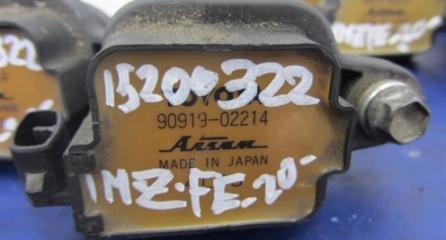 15200322
TOYOTA
90919-02214
Aisan
MADE IN JAPAN
1MZ-FE.20-